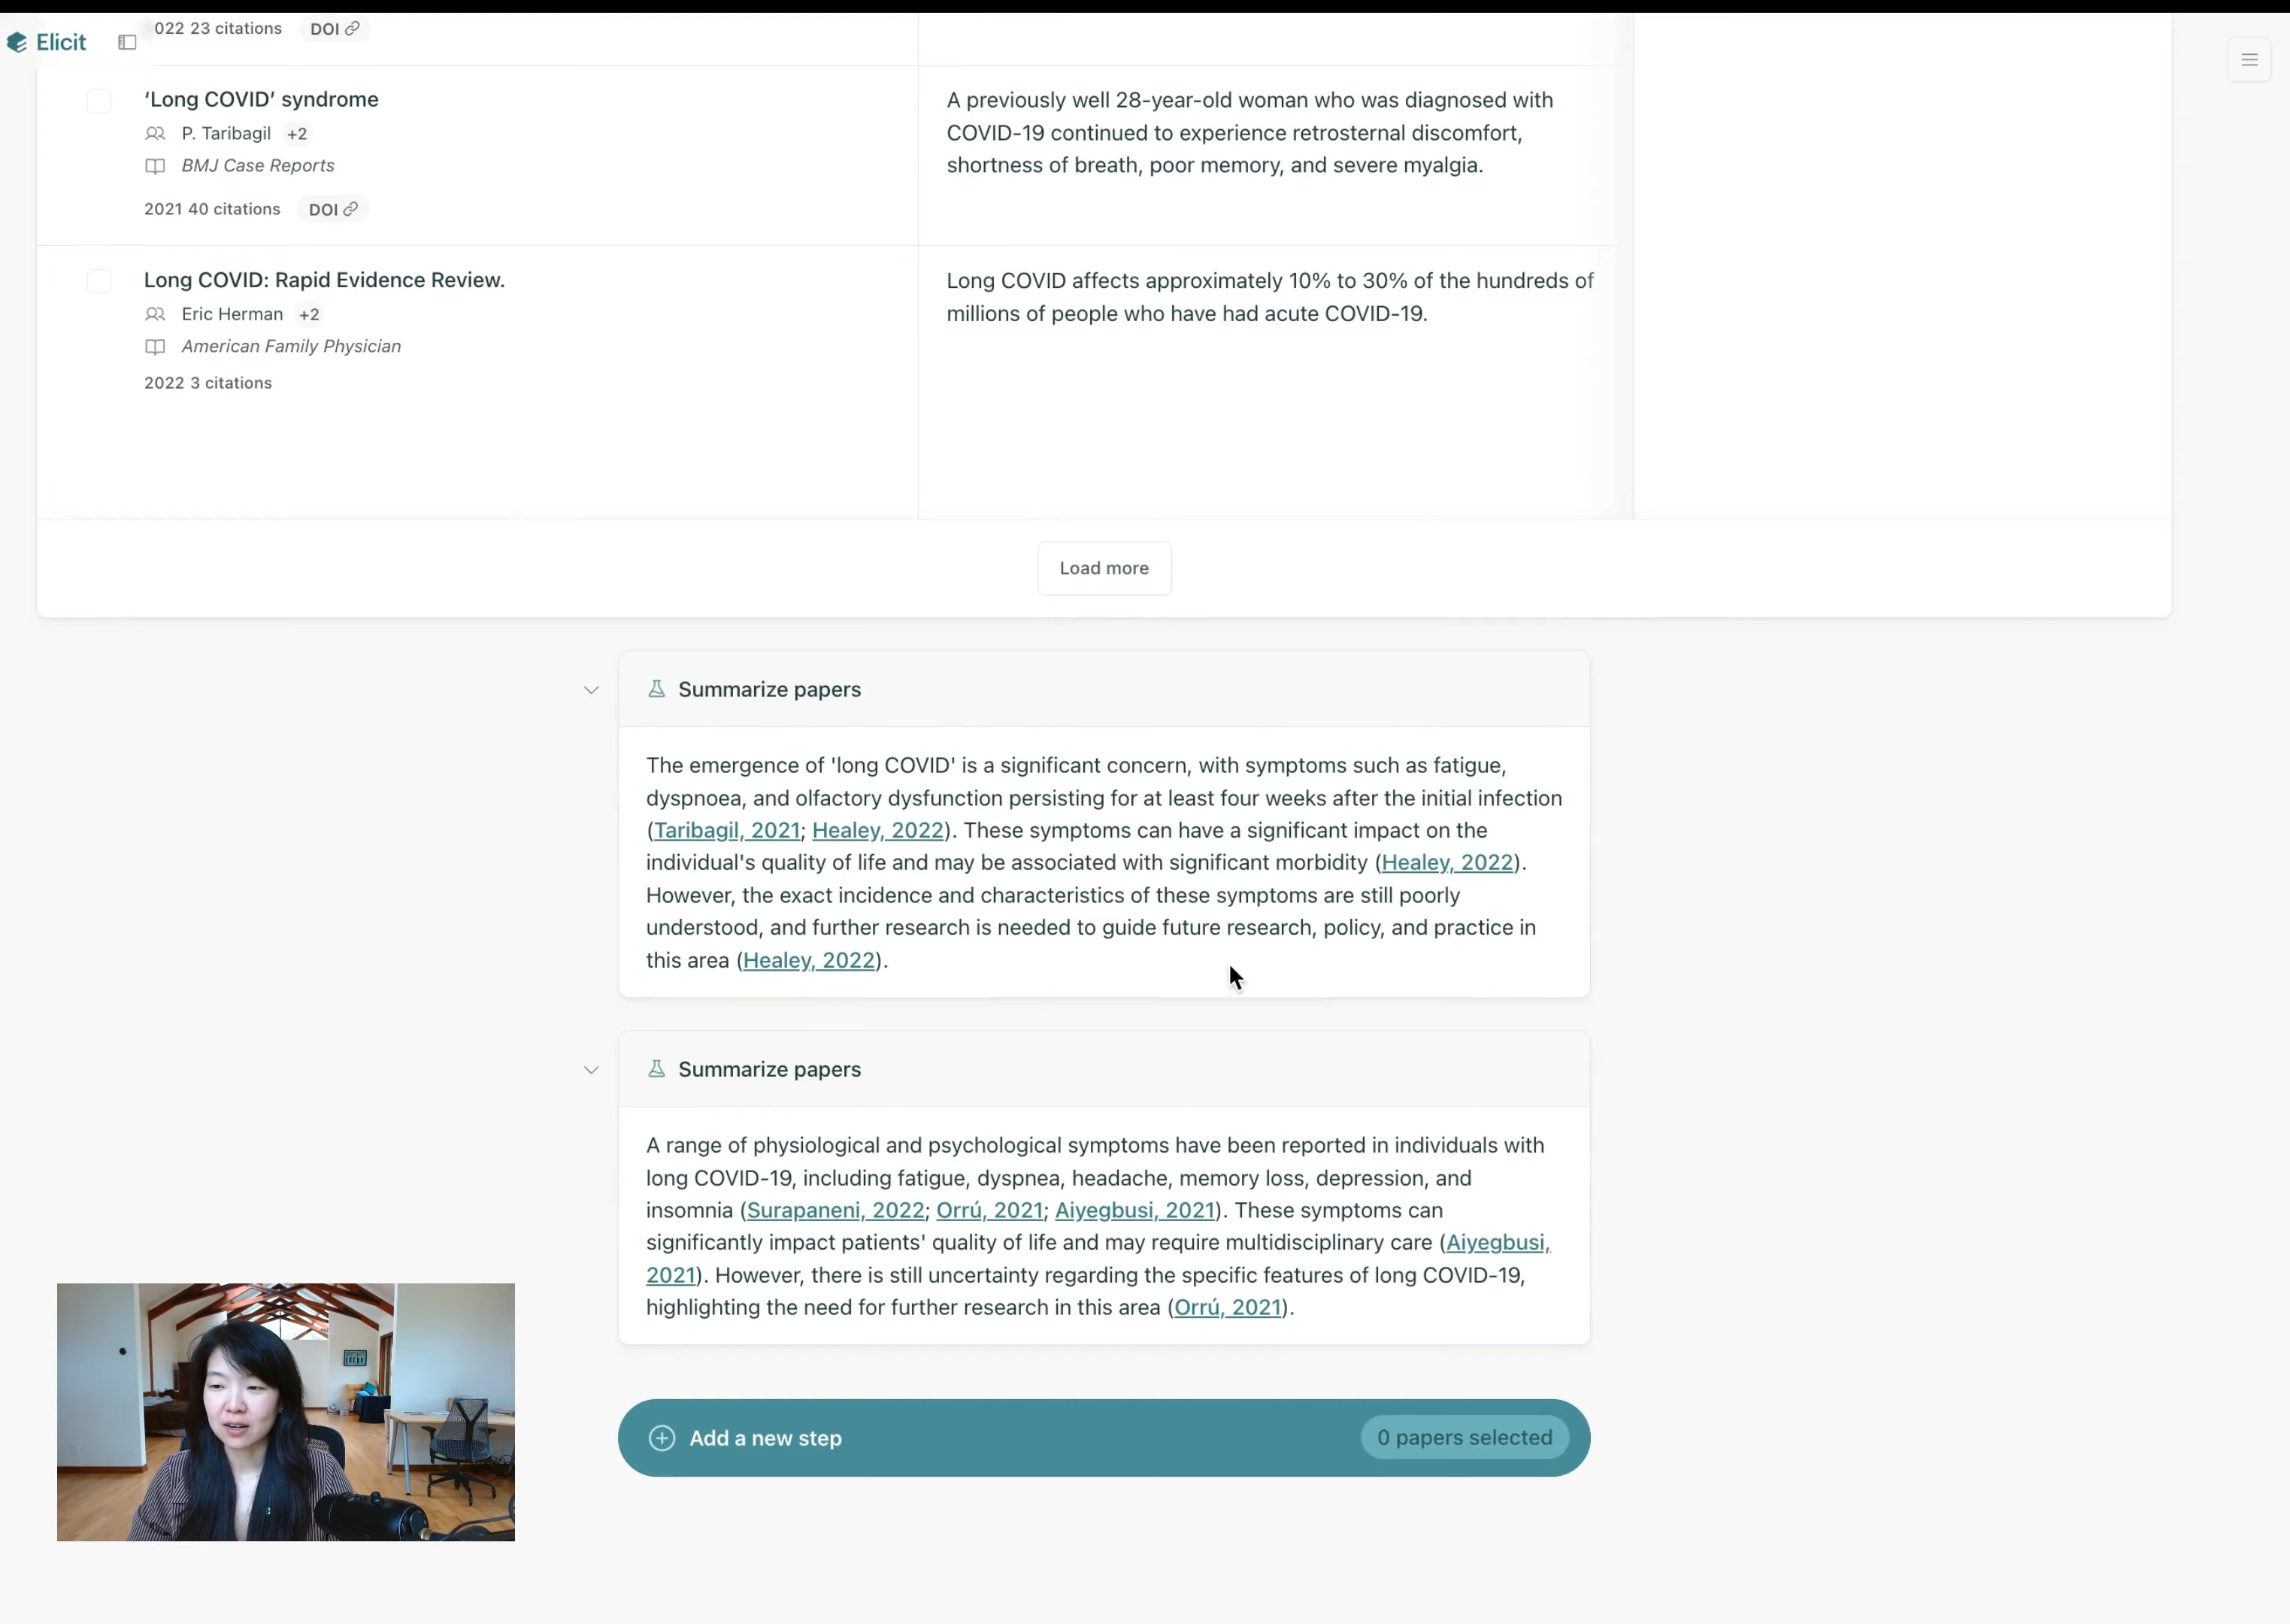 Elicit
022 23 citations DOI
‘Long COVID’ syndrome
P. Taribagil +2
BMJ Case Reports
2021 40 citations DOI
A previously well 28-year-old woman who was diagnosed with
COVID-19 continued to experience retrosternal discomfort,
shortness of breath, poor memory, and severe myalgia.
Long COVID: Rapid Evidence Review.
Eric Herman +2
American Family Physician
2022 3 citations
Long COVID affects approximately 10% to 30% of the hundreds of
millions of people who have had acute COVID-19.
Load more
Summarize papers
The emergence of 'long COVID' is a significant concern, with symptoms such as fatigue,
dyspnoea, and olfactory dysfunction persisting for at least four weeks after the initial infection
(Taribagil, 2021; Healey, 2022). These symptoms can have a significant impact on the
individual's quality of life and may be associated with significant morbidity (Healey, 2022).
However, the exact incidence and characteristics of these symptoms are still poorly
understood, and further research is needed to guide future research, policy, and practice in
this area (Healey, 2022).
Summarize papers
A range of physiological and psychological symptoms have been reported in individuals with
long COVID-19, including fatigue, dyspnea, headache, memory loss, depression, and
insomnia (Surapaneni, 2022; Orrú, 2021; Aiyegbusi, 2021). These symptoms can
significantly impact patients' quality of life and may require multidisciplinary care (Aiyegbusi,
2021). However, there is still uncertainty regarding the specific features of long COVID-19,
highlighting the need for further research in this area (Orrú, 2021).
Add a new step
0 papers selected